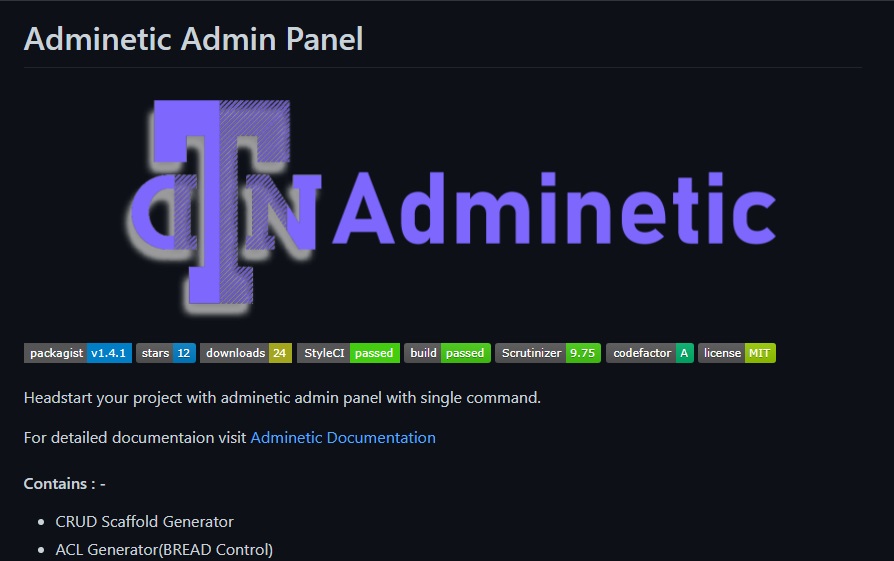 Adminetic Admin Panel
DTN Adminetic
packagist v1.4.1 stars 12 downloads 24 StyleCI passed build passed Scrutinizer 9.75 codefactor A license MIT
Headstart your project with adminetic admin panel with single command.
For detailed documentaion visit Adminetic Documentation
Contains : -
• CRUD Scaffold Generator
• ACL Generator(BREAD Control)